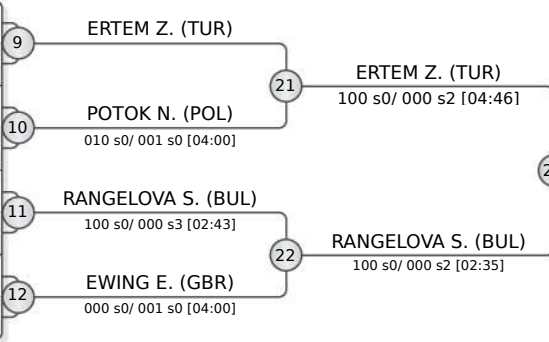 ERTEM Z. (TUR)
9
21
ERTEM Z. (TUR)
100 s0/ 000 s2 [04:46]
POTOK N. (POL)
10
010 s0/ 001 s0 [04:00]
RANGELOVA S. (BUL)
11
100 s0/ 000 s3 [02:43]
22
RANGELOVA S. (BUL)
100 s0/ 000 s2 [02:35]
EWING E. (GBR)
12
000 s0/ 001 s0 [04:00]